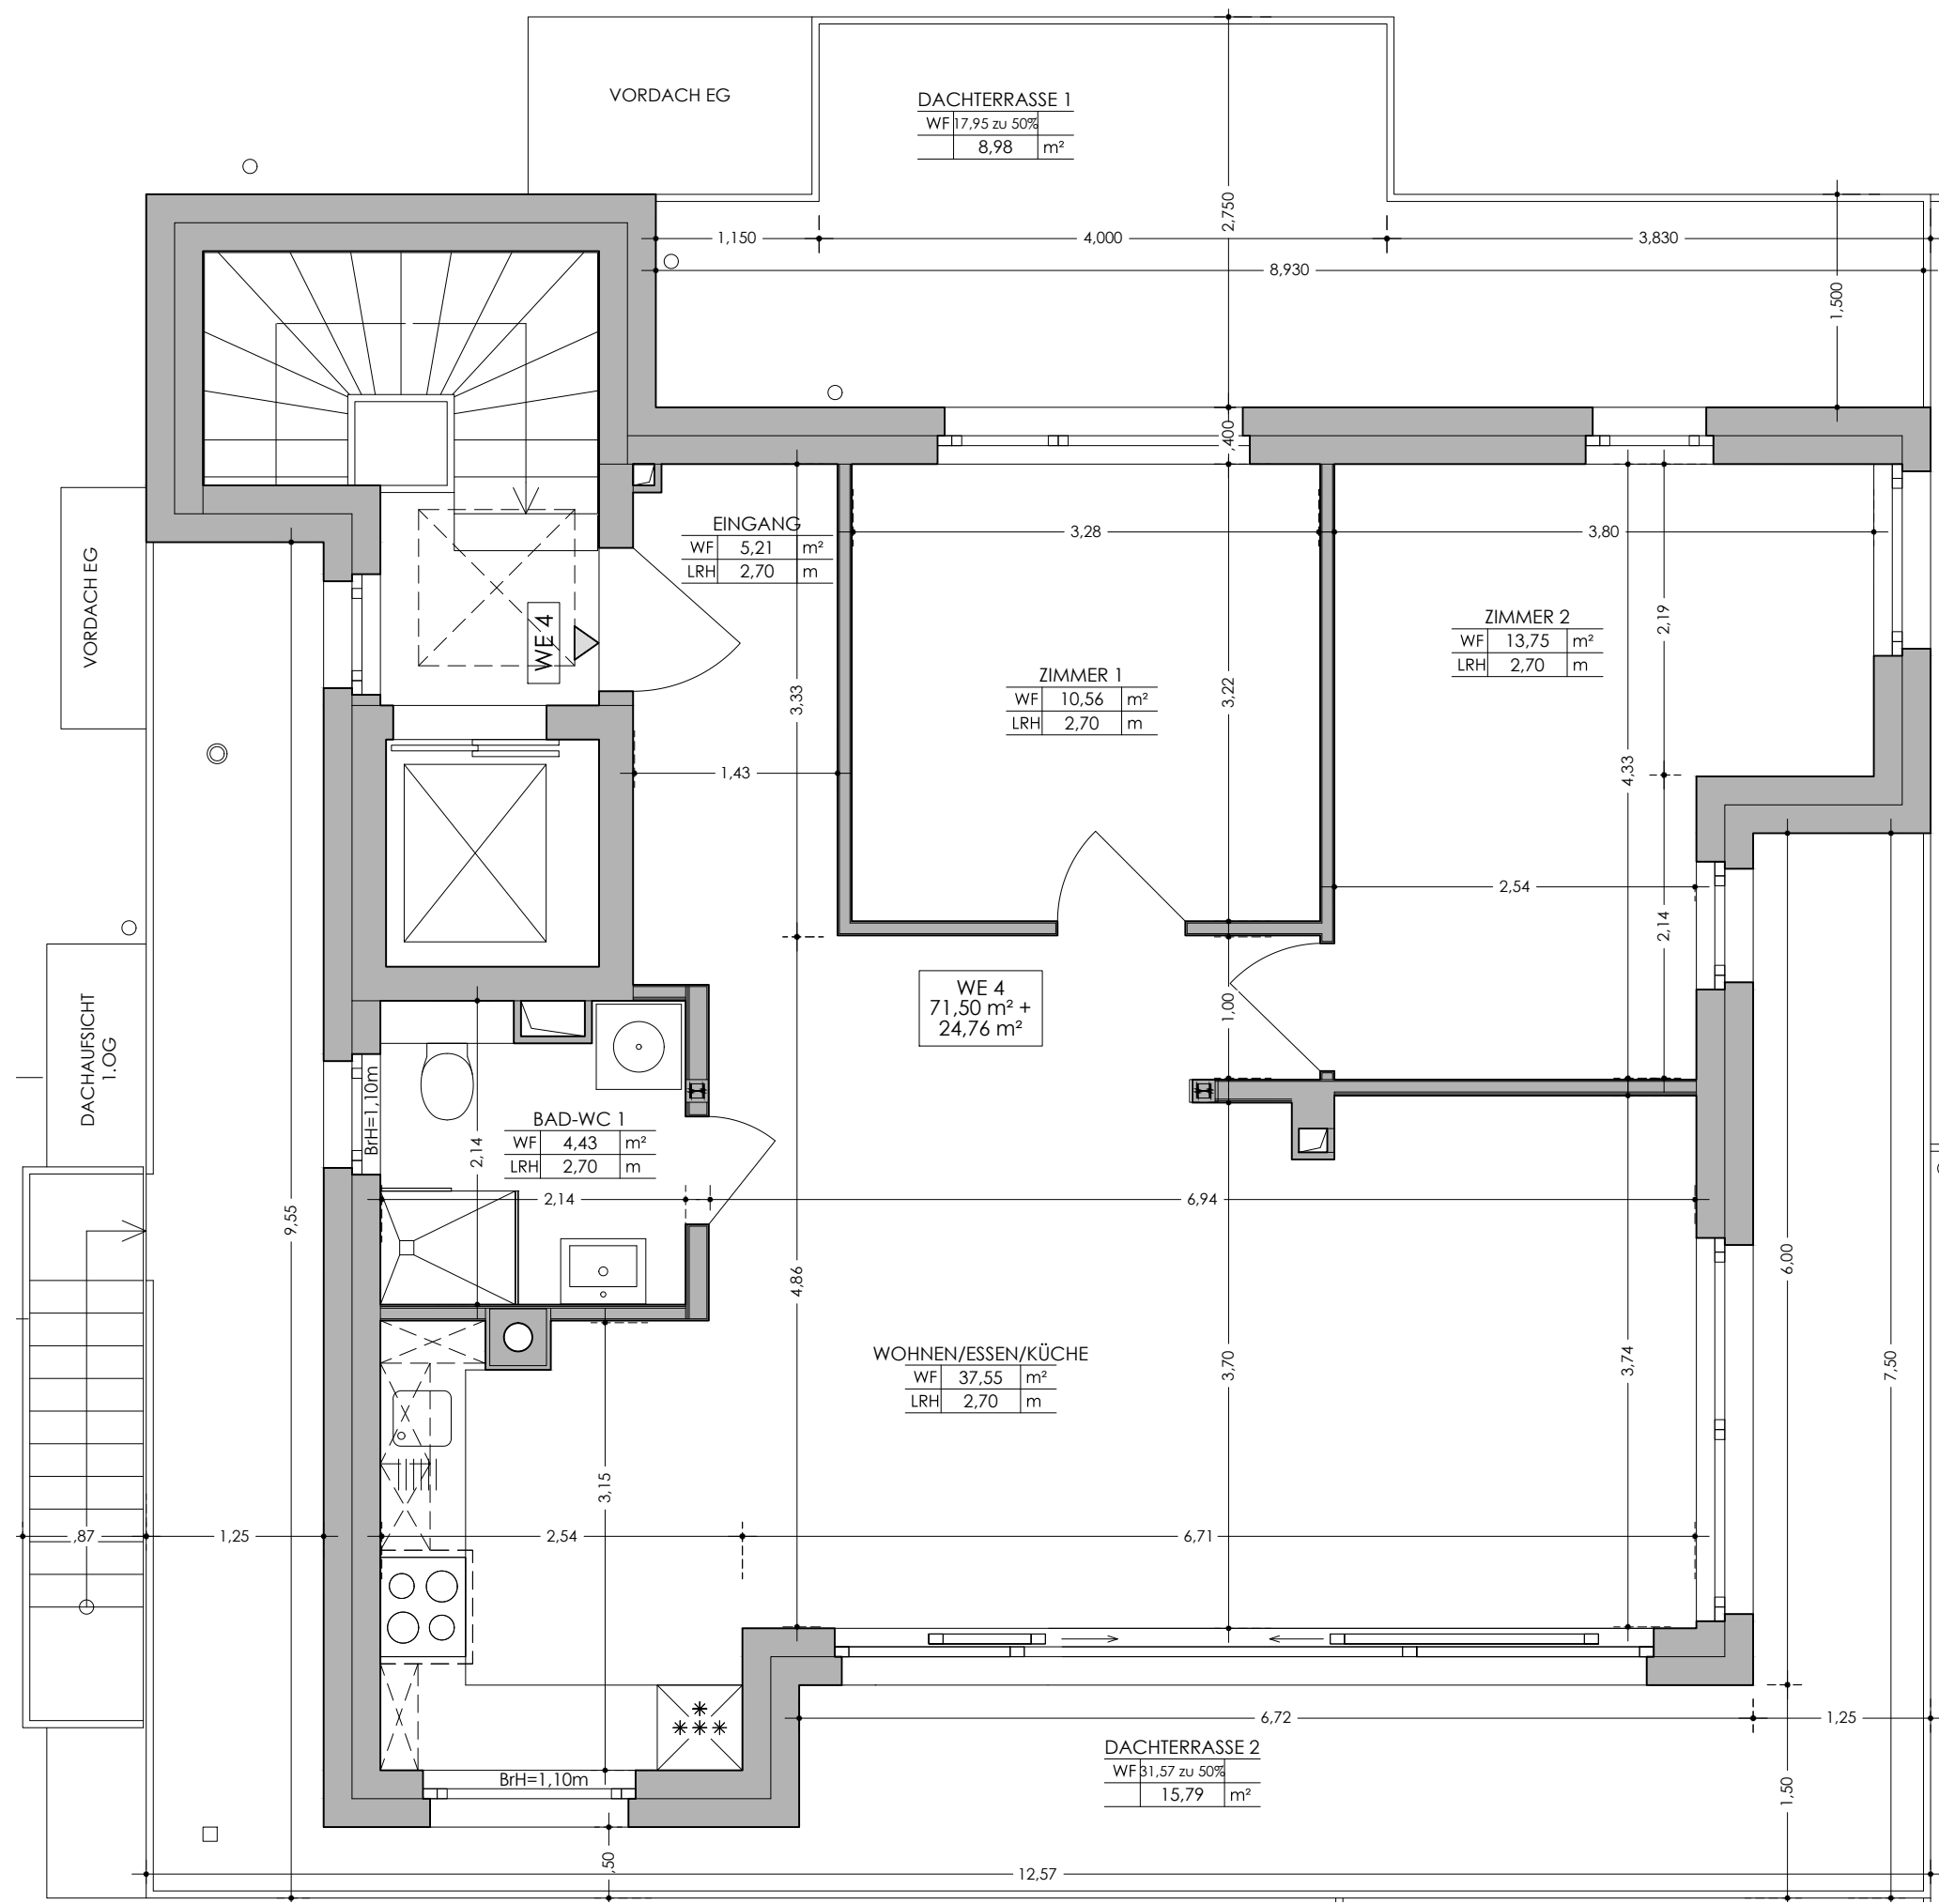 VORDACH EG
DACHTERRASSE 1
WF 17,95 zu 50%
8,98 m²
2,750
1,150
4,000
3,830
8,930
1,500
,400
VORDACH EG
WE 4
EINGANG
WF 5,21 m²
LRH 2,70 m
3,28
3,80
ZIMMER 2
WF 13,75 m²
LRH 2,70 m
2,19
ZIMMER 1
WF 10,56 m²
LRH 2,70 m
3,33
3,22
4,33
1,43
2,54
2,14
WE 4
71,50 m² +
24,76 m²
1,00
DACHAUFSICHT
1.OG
BrH=1,10m
BAD-WC 1
WF 4,43 m²
LRH 2,70 m
2,14
2,14
6,94
9,55
4,86
6,00
WOHNEN/ESSEN/KÜCHE
WF 37,55 m²
LRH 2,70 m
3,70
3,74
7,50
3,15
,87
1,25
2,54
6,71
6,72
1,25
DACHTERRASSE 2
WF 31,57 zu 50%
15,79 m²
BrH=1,10m
1,50
,50
12,57